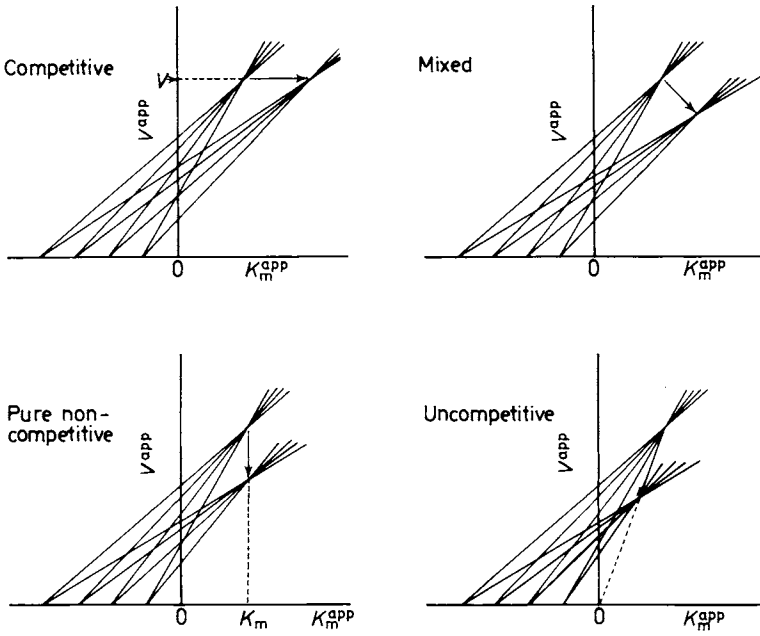 Competitive
V
V^app
0
K_m^app
Mixed
V^app
0
K_m^app
Pure non-
competitive
V^app
0
K_m
K_m^app
Uncompetitive
V^app
0
K_m^app